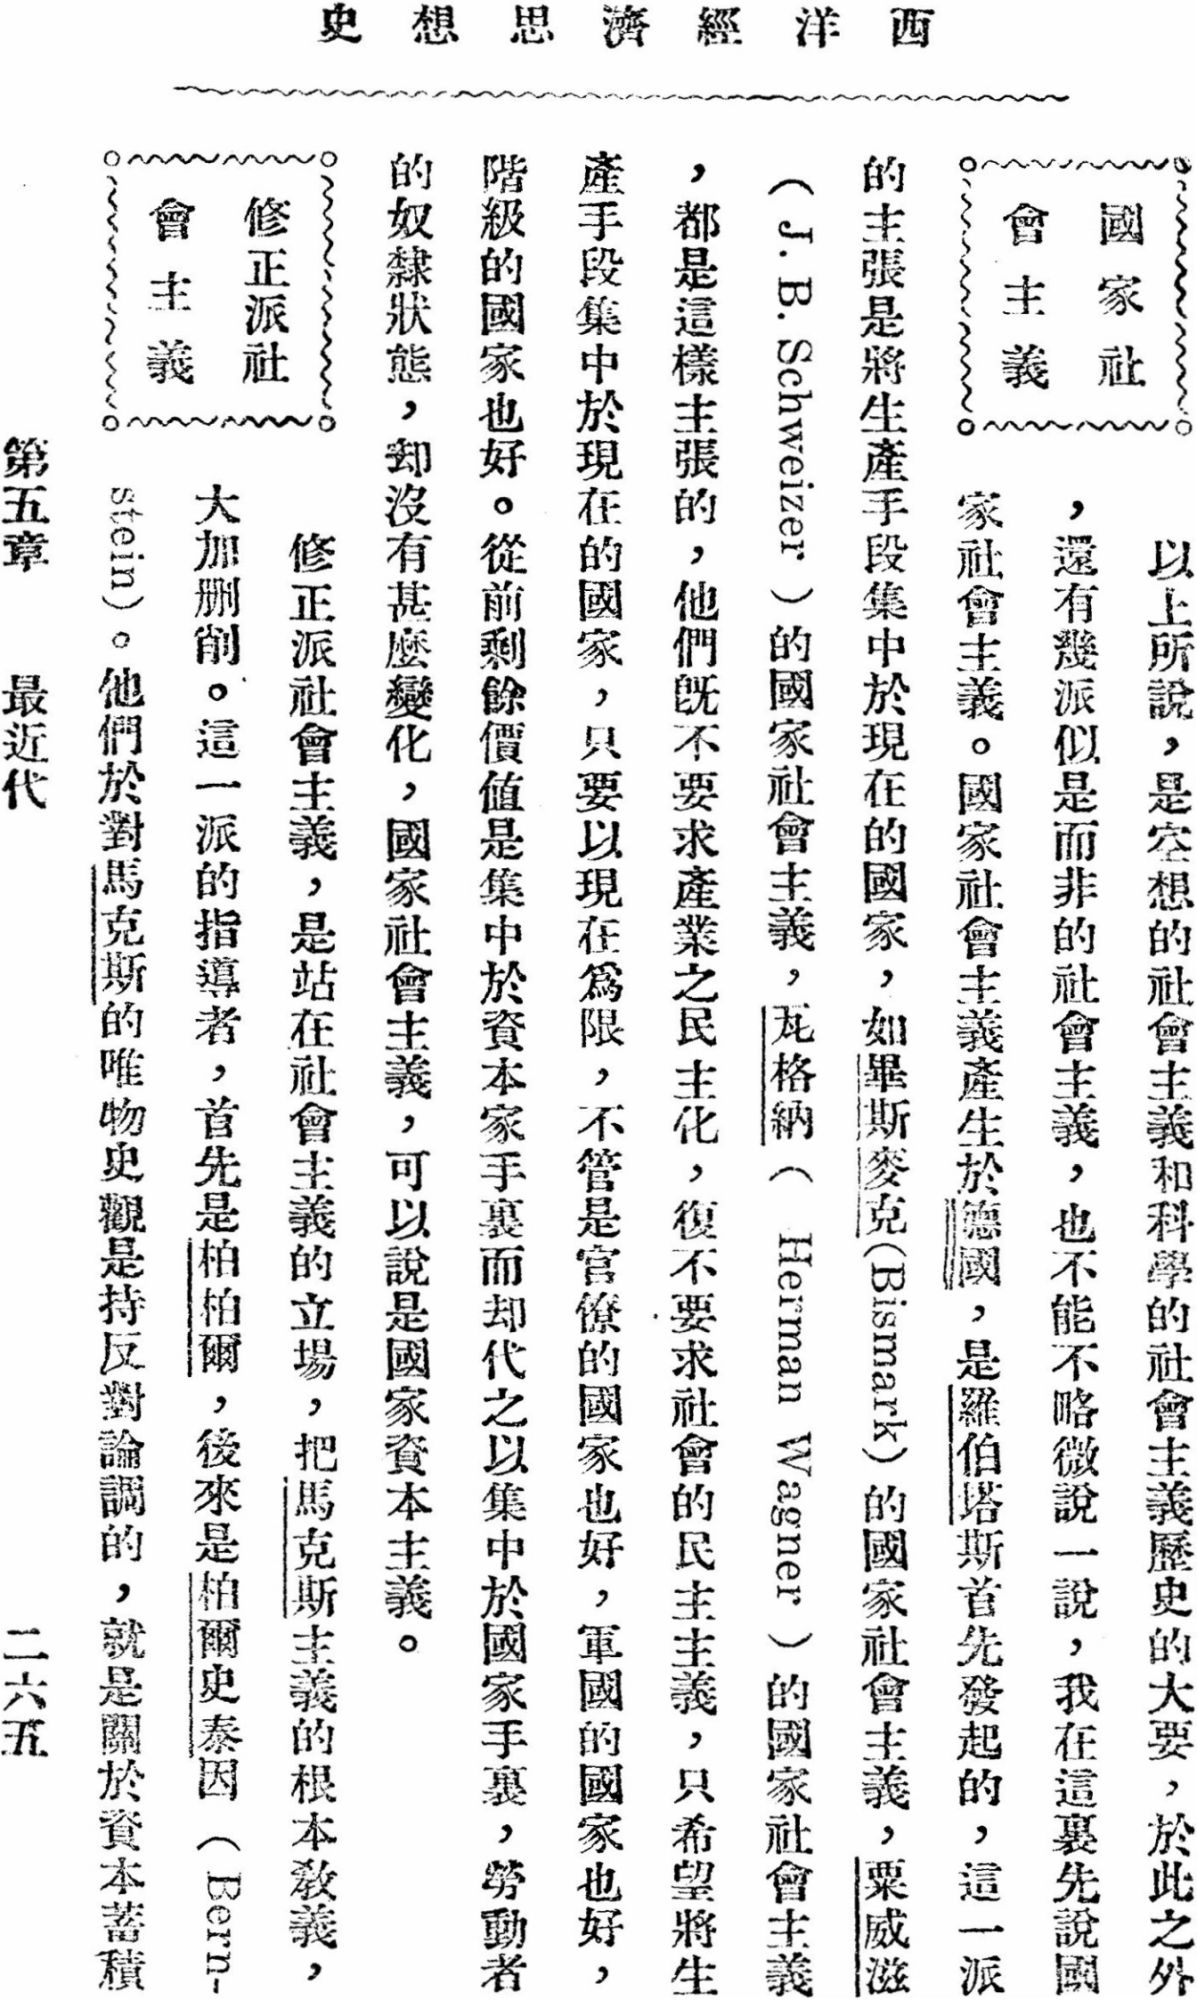 西洋經濟思想史
國家社
會主義
以上所說，是空想的社會主義和科學的社會主義歷史的大要，於此之外
，還有幾派似是而非的社會主義，也不能不略微說一說，我在這裏先說國
家社會主義。國家社會主義產生於德國，是羅伯塔斯首先發起的，這一派
的主張是將生產手段集中於現在的國家，如畢斯麥克(Bismark)的國家社會主義，粟威滋
（J. B. Schweizer）的國家社會主義，瓦格納（Herman Wagner）的國家社會主義
，都是這樣主張的，他們旣不要求產業之民主化，復不要求社會的民主主義，只希望將生
產手段集中於現在的國家，只要以現在爲限，不管是官僚的國家也好，軍國的國家也好，
階級的國家也好。從前剩餘價値是集中於資本家手裏而却代之以集中於國家手裏，勞動者
的奴隸狀態，却沒有甚麼變化，國家社會主義，可以說是國家資本主義。
修正派社
會主義
修正派社會主義，是站在社會主義的立場，把馬克斯主義的根本敎義，
大加删削。這一派的指導者，首先是柏柏爾，後來是柏爾史泰因（Bern-
stein）。他們於對馬克斯的唯物史觀是持反對論調的，就是關於資本蓄積
第五章　最近代　二六五